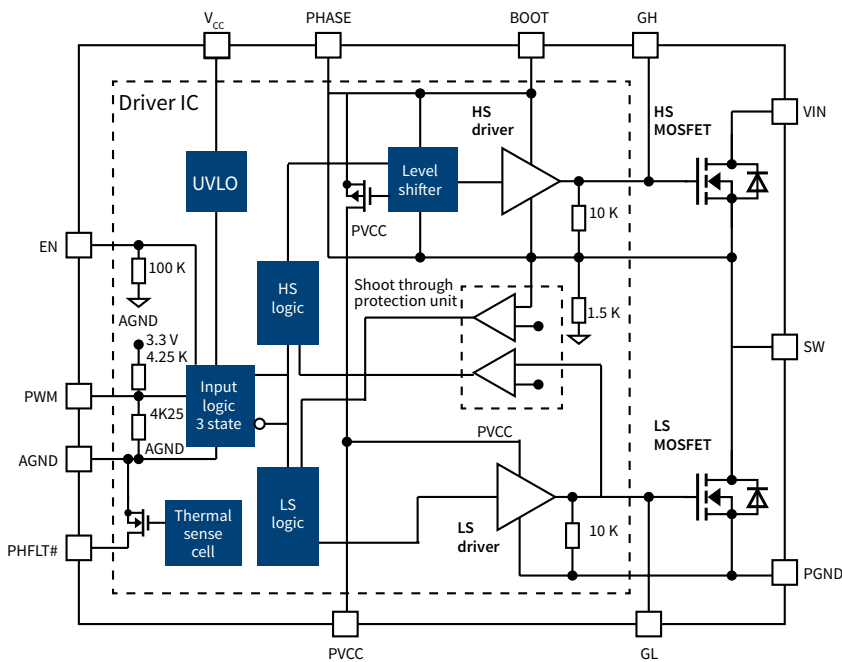 V_CC
PHASE
BOOT
GH
Driver IC
HS
driver
HS
MOSFET
VIN
UVLO
Level
shifter
10 K
PVCC
EN
100 K
AGND
HS
logic
Shoot through
protection unit
1.5 K
3.3 V
4.25 K
SW
PWM
Input
logic
3 state
4K25
AGND
AGND
PVCC
LS
MOSFET
LS
logic
Thermal
sense
cell
LS
driver
10 K
PHFLT#
PGND
PVCC
GL